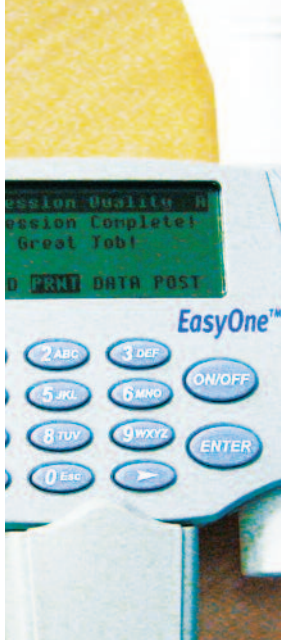 ession Quality A
ession Complete!
Great Job!
D PRNT DATA POST
EasyOne™
2 ABC 3 DEF
ON/OFF
5 JKL 6 MNO
8 TUV 9 WXYZ
ENTER
0 Esc